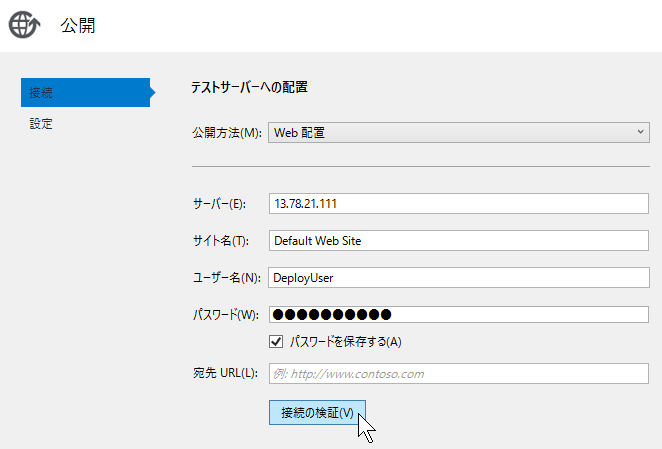 公開
接続
設定
テストサーバーへの配置
公開方法(M): Web 配置
サーバー(E): 13.78.21.111
サイト名(T): Default Web Site
ユーザー名(N): DeployUser
パスワード(W): ●●●●●●●●●●
パスワードを保存する(A)
宛先 URL(L): 例: http://www.contoso.com
接続の検証(V)